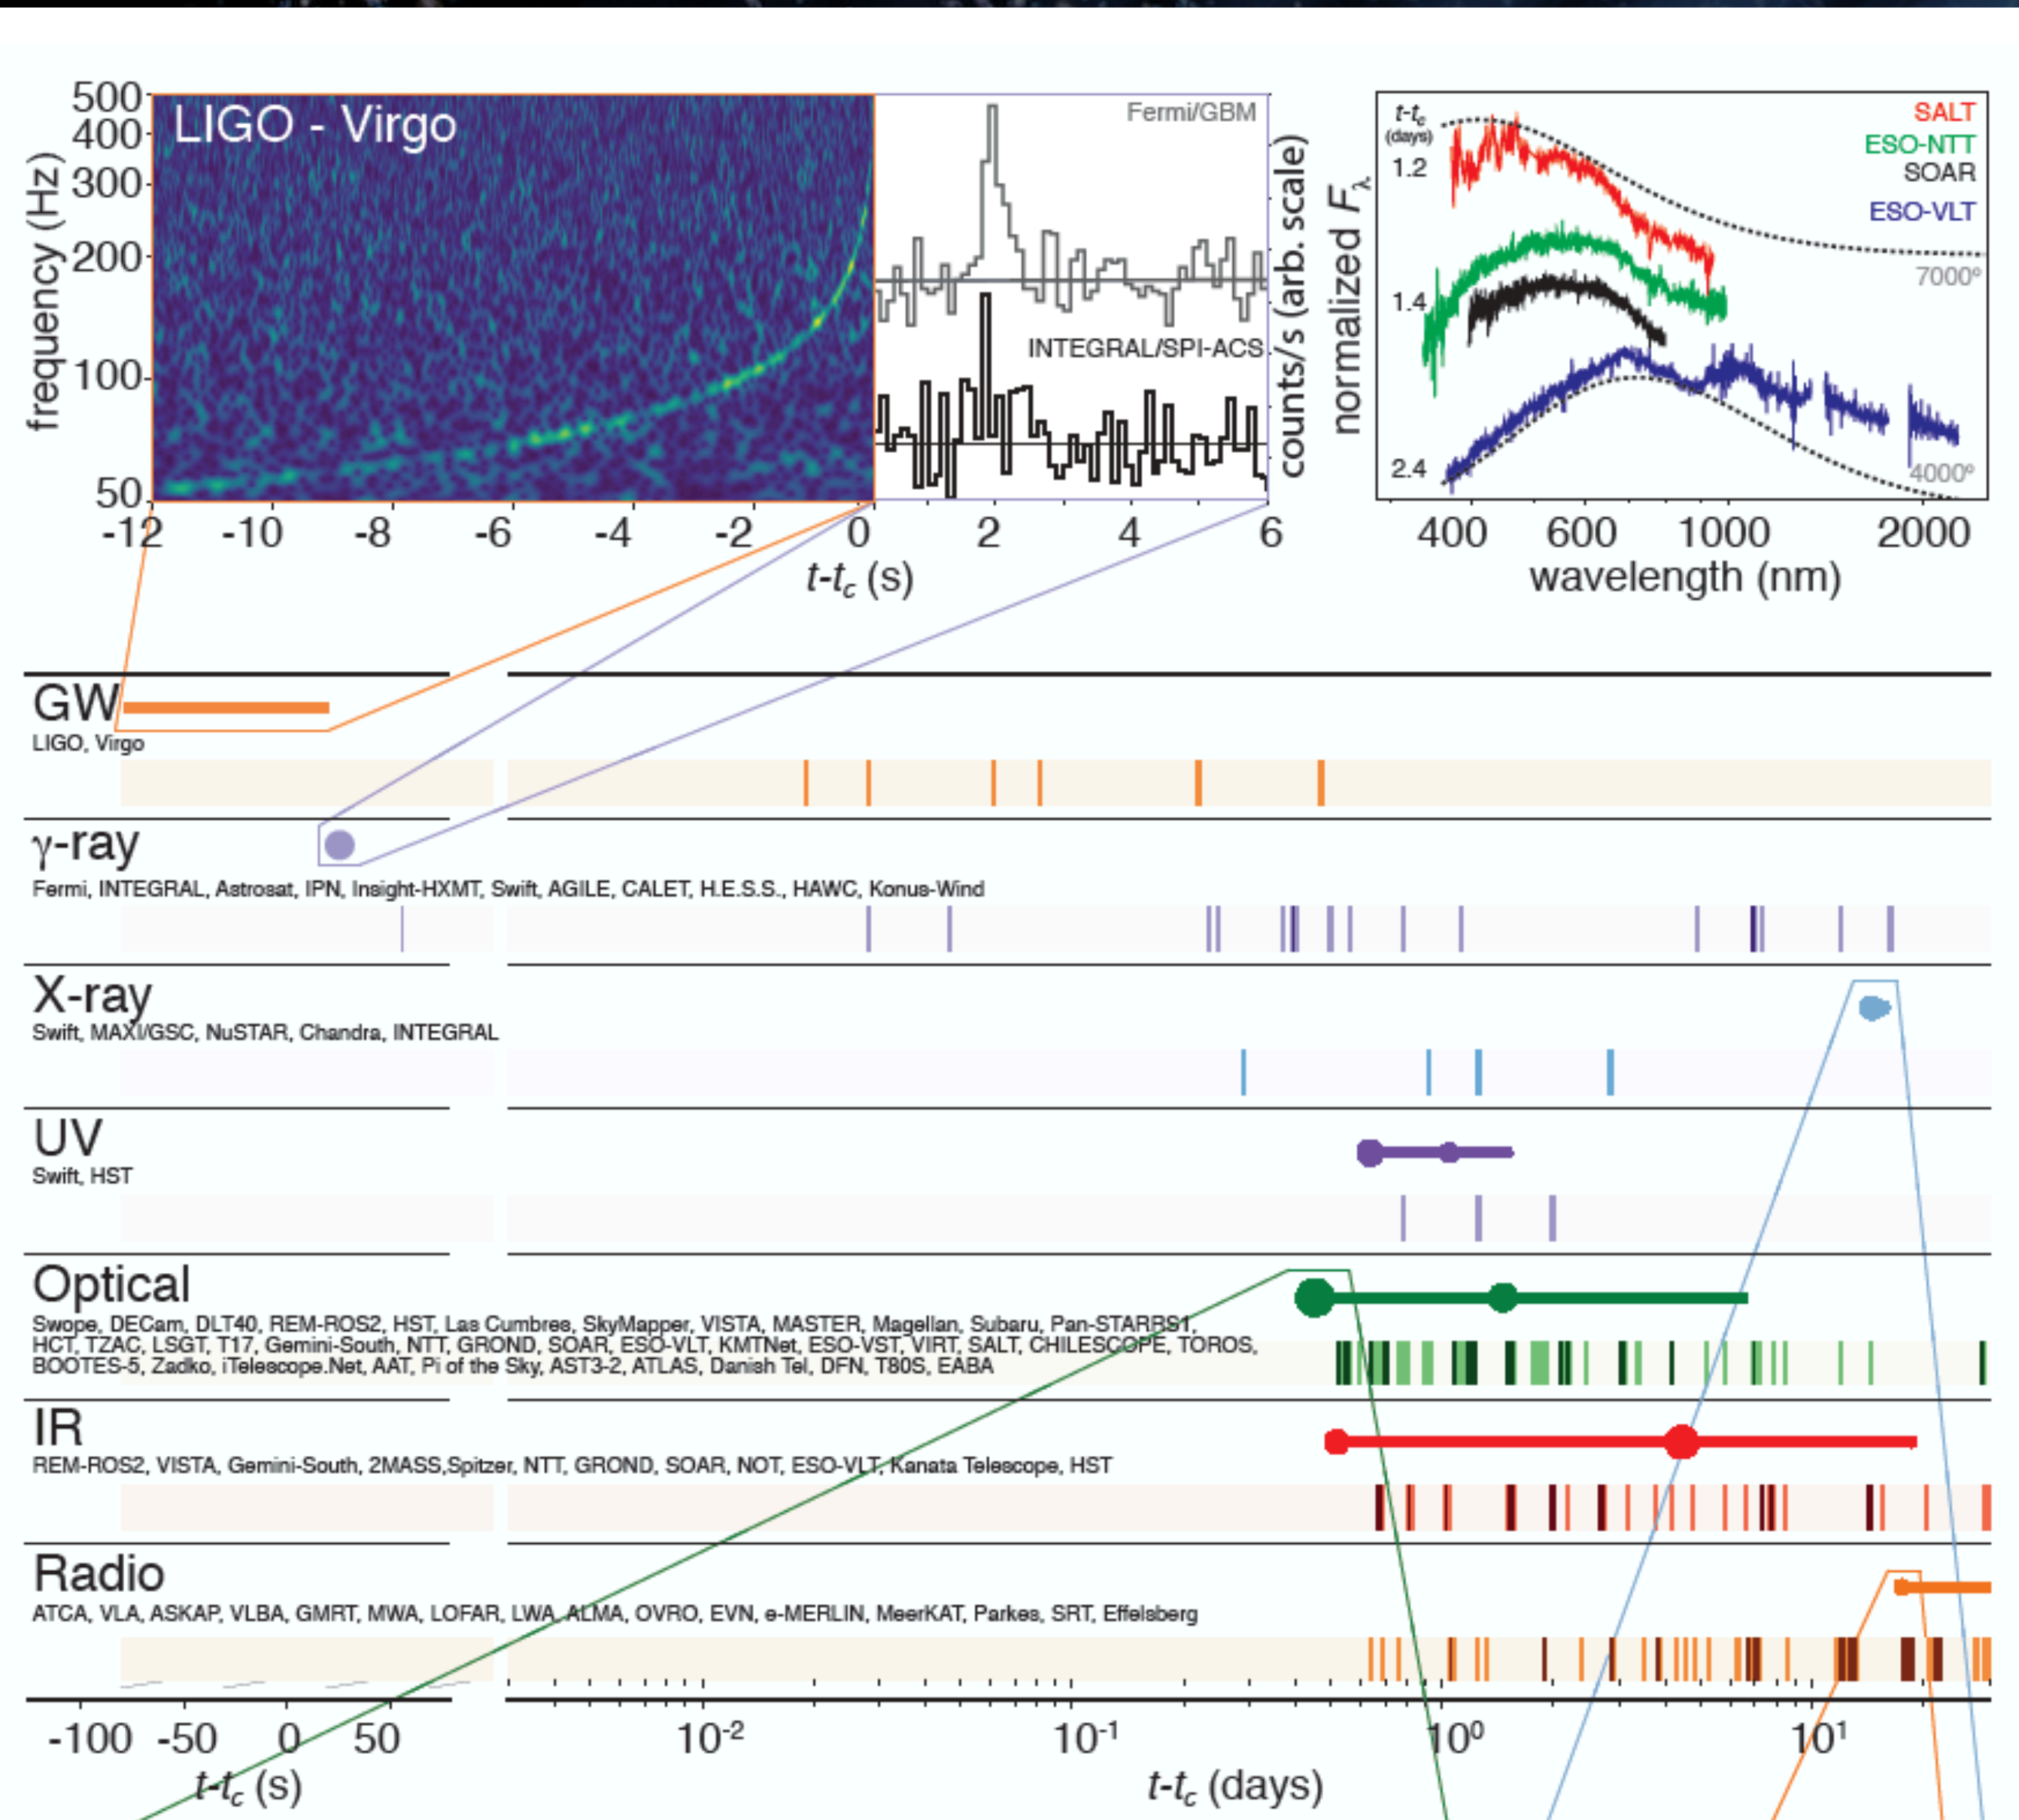 500
400
300
200
100
50
frequency (Hz)
LIGO - Virgo
Fermi/GBM
INTEGRAL/SPI-ACS
counts/s (arb. scale)
-12 -10 -8 -6 -4 -2 0 2 4 6
t-tc (s)
normalized Fλ
t-tc
(days)
1.2
1.4
2.4
SALT
ESO-NTT
SOAR
ESO-VLT
7000°
4000°
400 600 1000 2000
wavelength (nm)
GW
LIGO, Virgo
γ-ray
Fermi, INTEGRAL, Astrosat, IPN, Insight-HXMT, Swift, AGILE, CALET, H.E.S.S., HAWC, Konus-Wind
X-ray
Swift, MAXI/GSC, NuSTAR, Chandra, INTEGRAL
UV
Swift, HST
Optical
Swope, DECam, DLT40, REM-ROS2, HST, Las Cumbres, SkyMapper, VISTA, MASTER, Magellan, Subaru, Pan-STARRS1,
HCT, TZAC, LSGT, T17, Gemini-South, NTT, GROND, SOAR, ESO-VLT, KMTNet, ESO-VST, VIRT, SALT, CHILESCOPE, TOROS,
BOOTES-5, Zadko, iTelescope.Net, AAT, Pi of the Sky, AST3-2, ATLAS, Danish Tel, DFN, T80S, EABA
IR
REM-ROS2, VISTA, Gemini-South, 2MASS,Spitzer, NTT, GROND, SOAR, NOT, ESO-VLT, Kanata Telescope, HST
Radio
ATCA, VLA, ASKAP, VLBA, GMRT, MWA, LOFAR, LWA, ALMA, OVRO, EVN, e-MERLIN, MeerKAT, Parkes, SRT, Effelsberg
-100 -50 0 50 10⁻² 10⁻¹ 10⁰ 10¹
t-tc (s) t-tc (days)